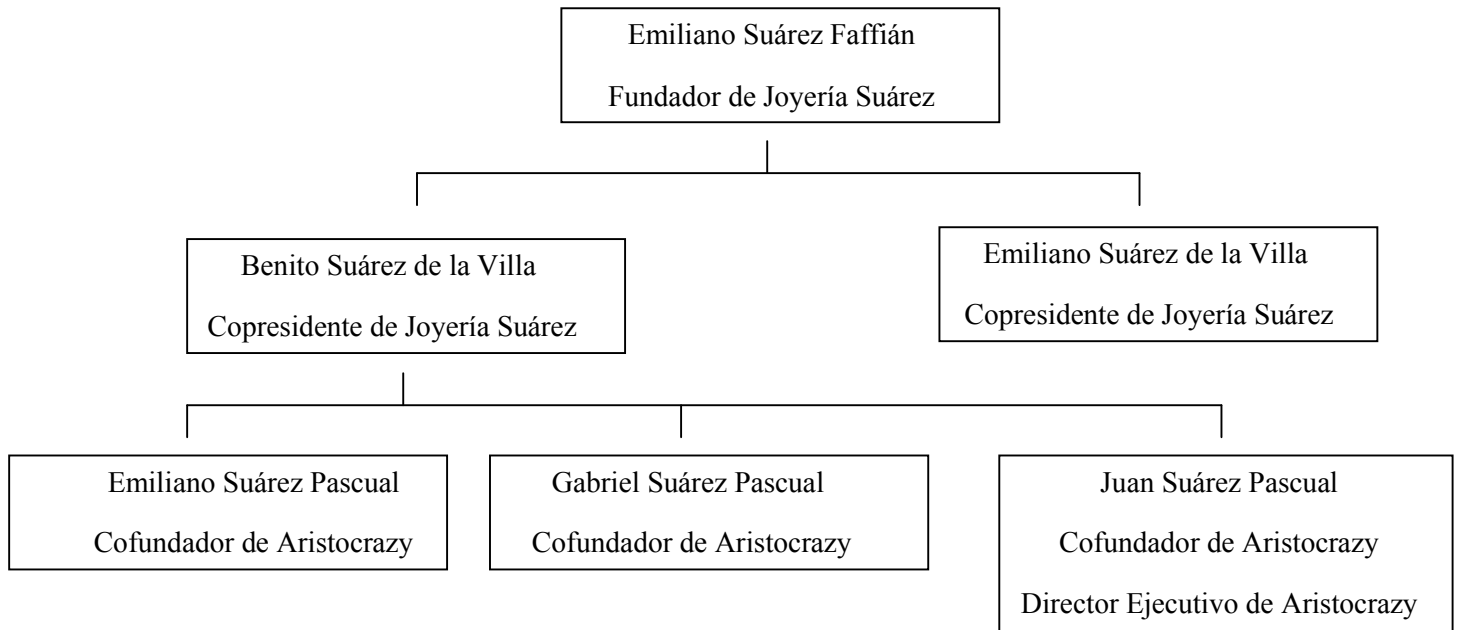 Emiliano Suárez Faffián
Fundador de Joyería Suárez
Benito Suárez de la Villa
Copresidente de Joyería Suárez
Emiliano Suárez de la Villa
Copresidente de Joyería Suárez
Emiliano Suárez Pascual
Cofundador de Aristocrazy
Gabriel Suárez Pascual
Cofundador de Aristocrazy
Juan Suárez Pascual
Cofundador de Aristocrazy
Director Ejecutivo de Aristocrazy